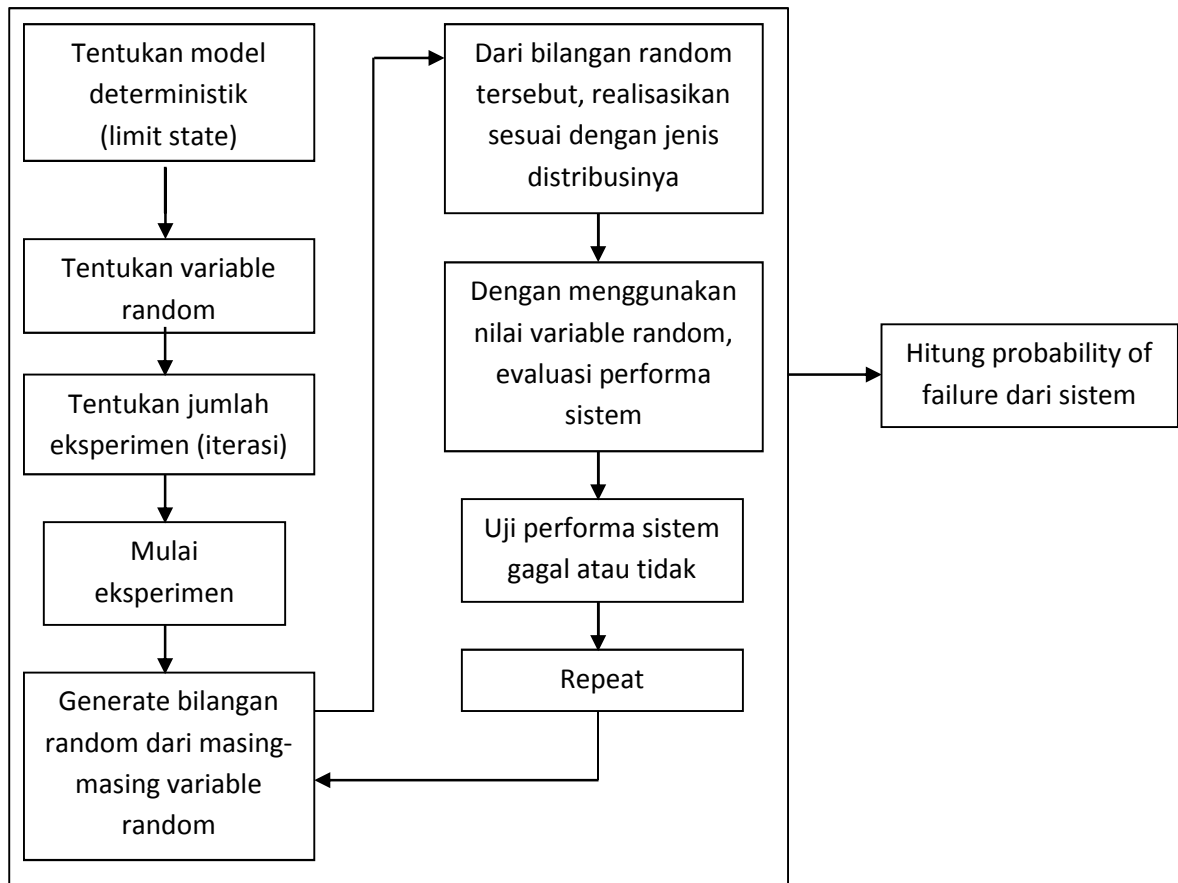 Tentukan model
deterministik
(limit state)
Tentukan variable
random
Tentukan jumlah
eksperimen (iterasi)
Mulai
eksperimen
Generate bilangan
random dari masing-
masing variable
random
Dari bilangan random
tersebut, realisasikan
sesuai dengan jenis
distribusinya
Dengan menggunakan
nilai variable random,
evaluasi performa
sistem
Uji performa sistem
gagal atau tidak
Repeat
Hitung probability of
failure dari sistem